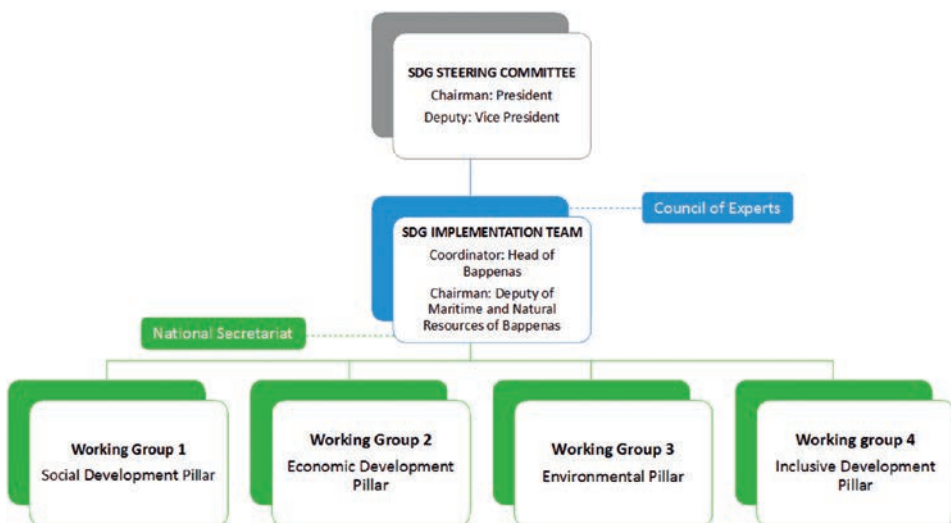 SDG STEERING COMMITTEE
Chairman: President
Deputy: Vice President
Council of Experts
SDG IMPLEMENTATION TEAM
Coordinator: Head of
Bappenas
Chairman: Deputy of
Maritime and Natural
Resources of Bappenas
National Secretariat
Working Group 1
Social Development Pillar
Working Group 2
Economic Development
Pillar
Working Group 3
Environmental Pillar
Working group 4
Inclusive Development
Pillar